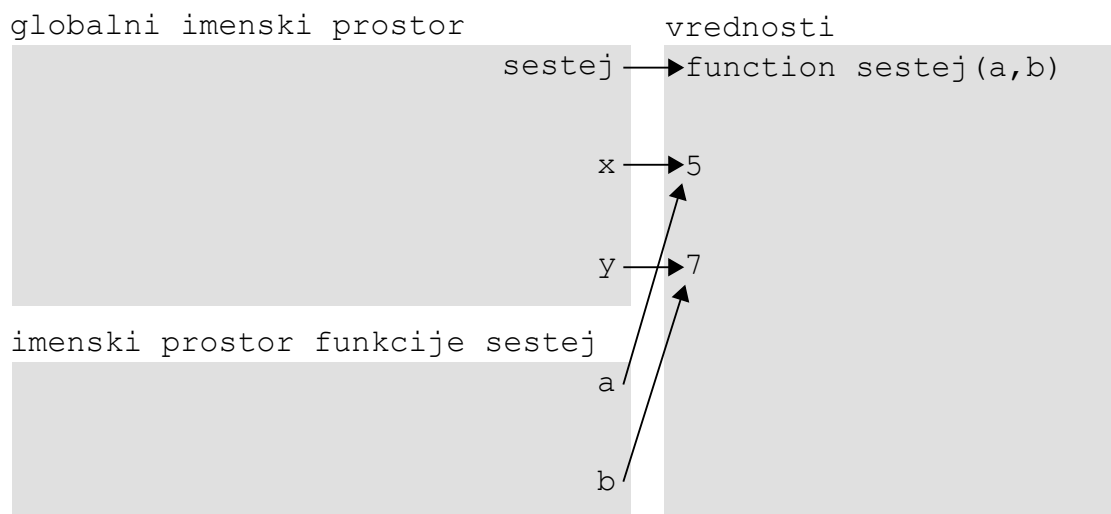 globalni imenski prostor
vrednosti
sestej
function sestej(a,b)
x
5
y
7
imenski prostor funkcije sestej
a
b